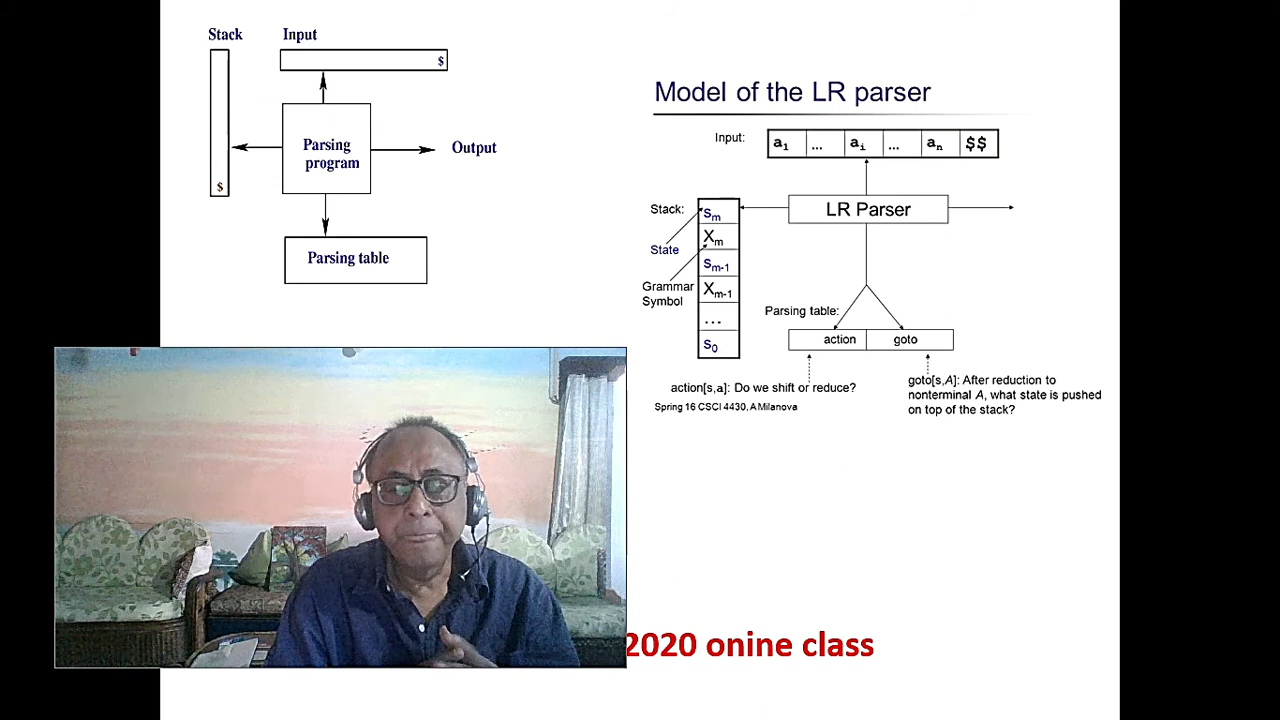 Stack
Input
$
Parsing
program
Output
$
Parsing table
Model of the LR parser
Input:
a1 ... ai ... an $$
LR Parser
Stack:
sm
State
Xm
sm-1
Grammar
Symbol
Xm-1
...
s0
Parsing table:
action goto
action[s,a]: Do we shift or reduce?
goto[s,A]: After reduction to
nonterminal A, what state is pushed
on top of the stack?
Spring 16 CSCI 4430, A Milanova
2020 onine class